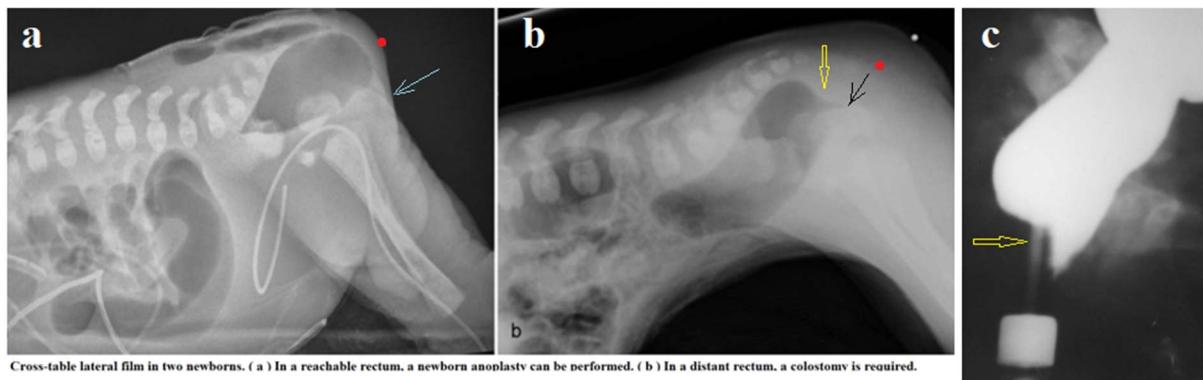 a
b
c
b
Cross-table lateral film in two newborns. ( a ) In a reachable rectum, a newborn anoplasty can be performed. ( b ) In a distant rectum, a colostomy is required.